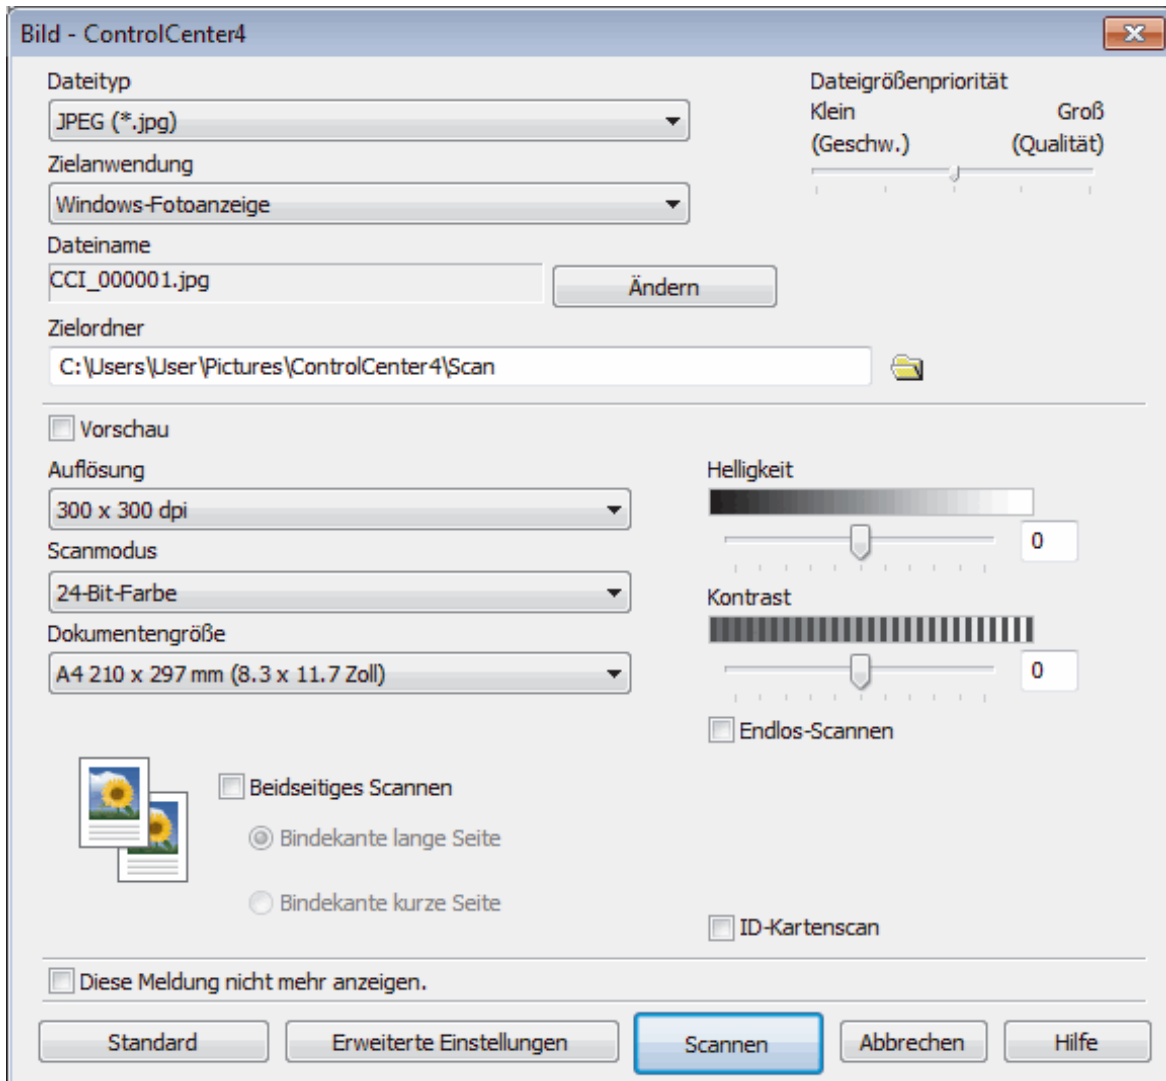 Bild - ControlCenter4
Dateityp
JPEG (*.jpg)
Zielanwendung
Windows-Fotoanzeige
Dateiname
CCI_000001.jpg
Ändern
Zielordner
C:\Users\User\Pictures\ControlCenter4\Scan
Dateigrößenpriorität
Klein Groß
(Geschw.) (Qualität)
Vorschau
Auflösung
300 x 300 dpi
Scanmodus
24-Bit-Farbe
Dokumentengröße
A4 210 x 297 mm (8.3 x 11.7 Zoll)
Helligkeit
0
Kontrast
0
Endlos-Scannen
Beidseitiges Scannen
Bindekante lange Seite
Bindekante kurze Seite
ID-Kartenscan
Diese Meldung nicht mehr anzeigen.
Standard Erweiterte Einstellungen Scannen Abbrechen Hilfe